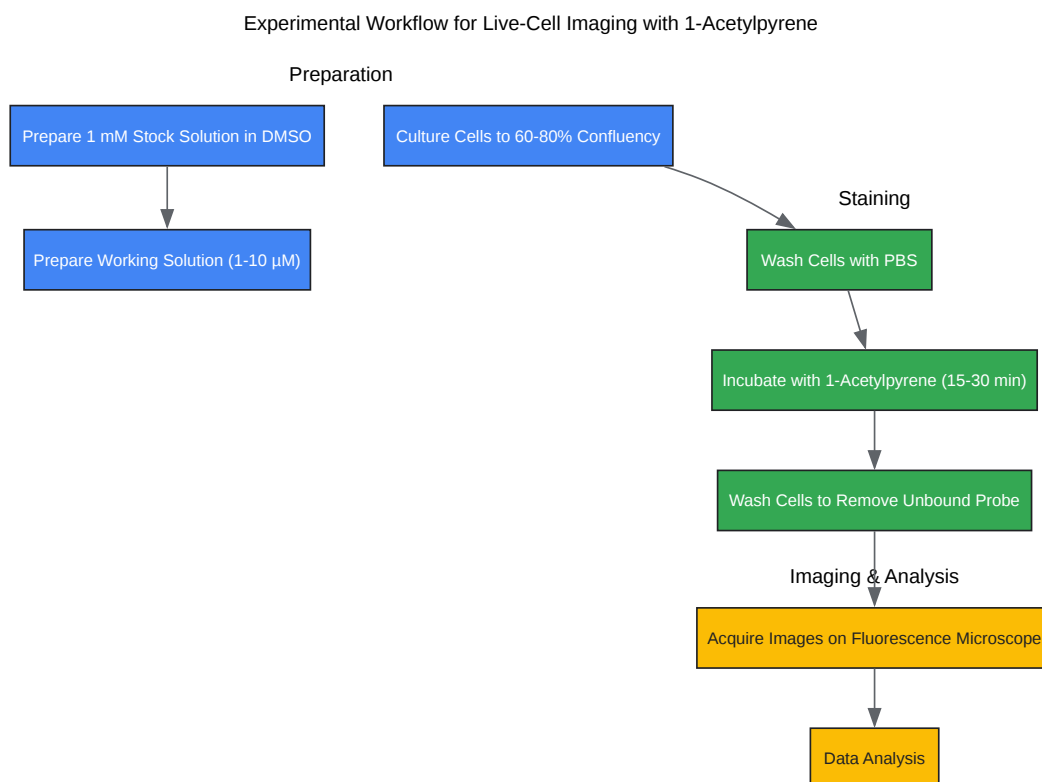 Experimental Workflow for Live-Cell Imaging with 1-Acetylpyrene
Preparation
Prepare 1 mM Stock Solution in DMSO
Culture Cells to 60-80% Confluency
Prepare Working Solution (1-10 µM)
Staining
Wash Cells with PBS
Incubate with 1-Acetylpyrene (15-30 min)
Wash Cells to Remove Unbound Probe
Imaging & Analysis
Acquire Images on Fluorescence Microscope
Data Analysis